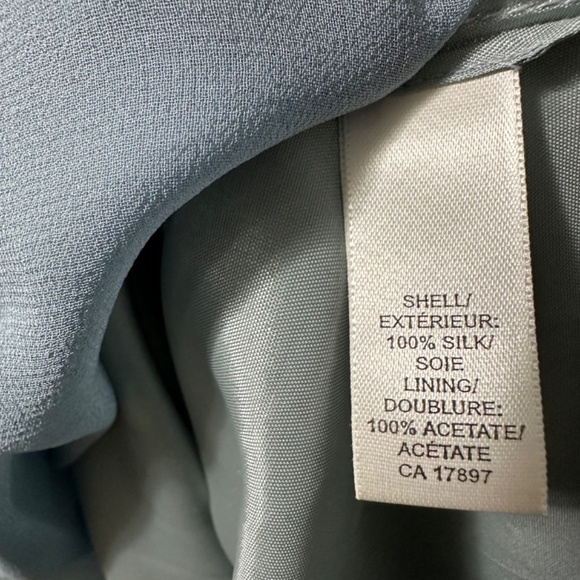 SHELL/
EXTÉRIEUR:
100% SILK/
SOIE
LINING/
DOUBLURE:
100% ACETATE/
ACÉTATE
CA 17897